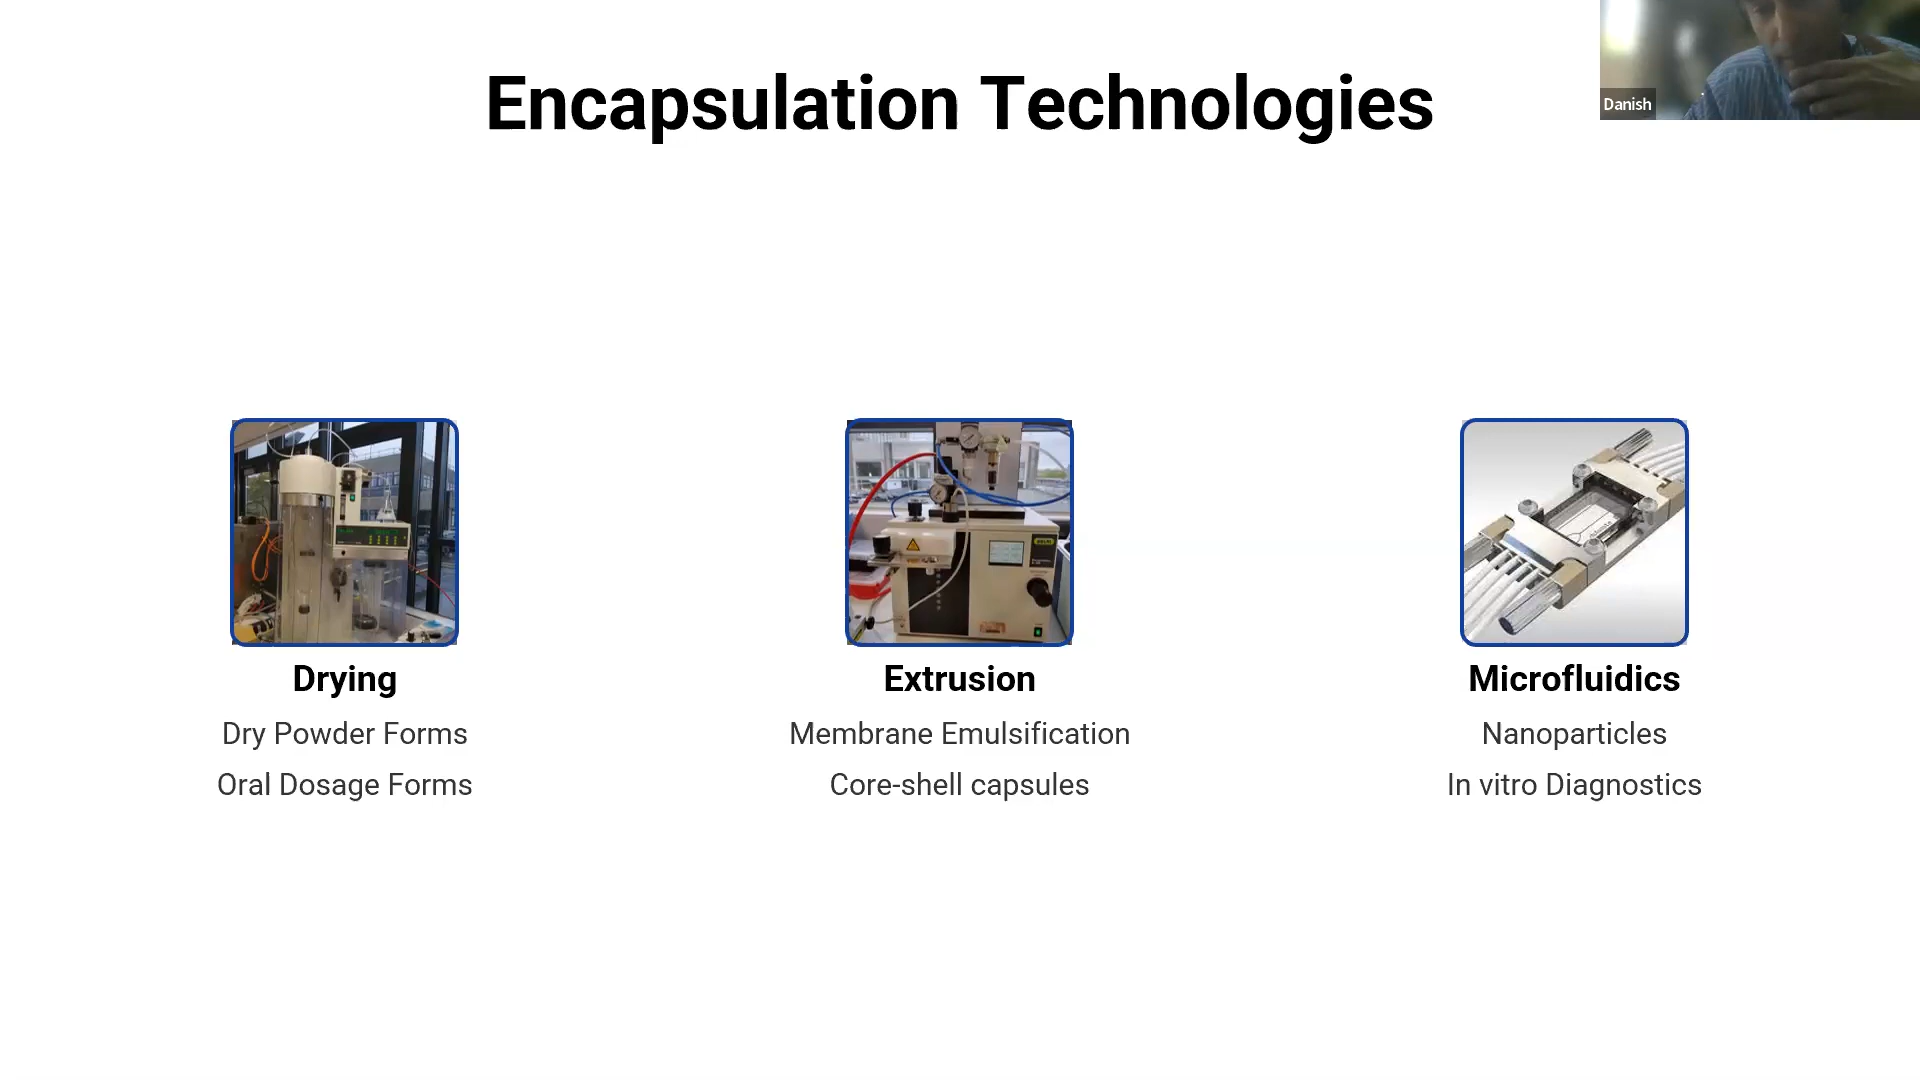 Encapsulation Technologies
Danish
Drying
Dry Powder Forms
Oral Dosage Forms
Extrusion
Membrane Emulsification
Core-shell capsules
Microfluidics
Nanoparticles
In vitro Diagnostics